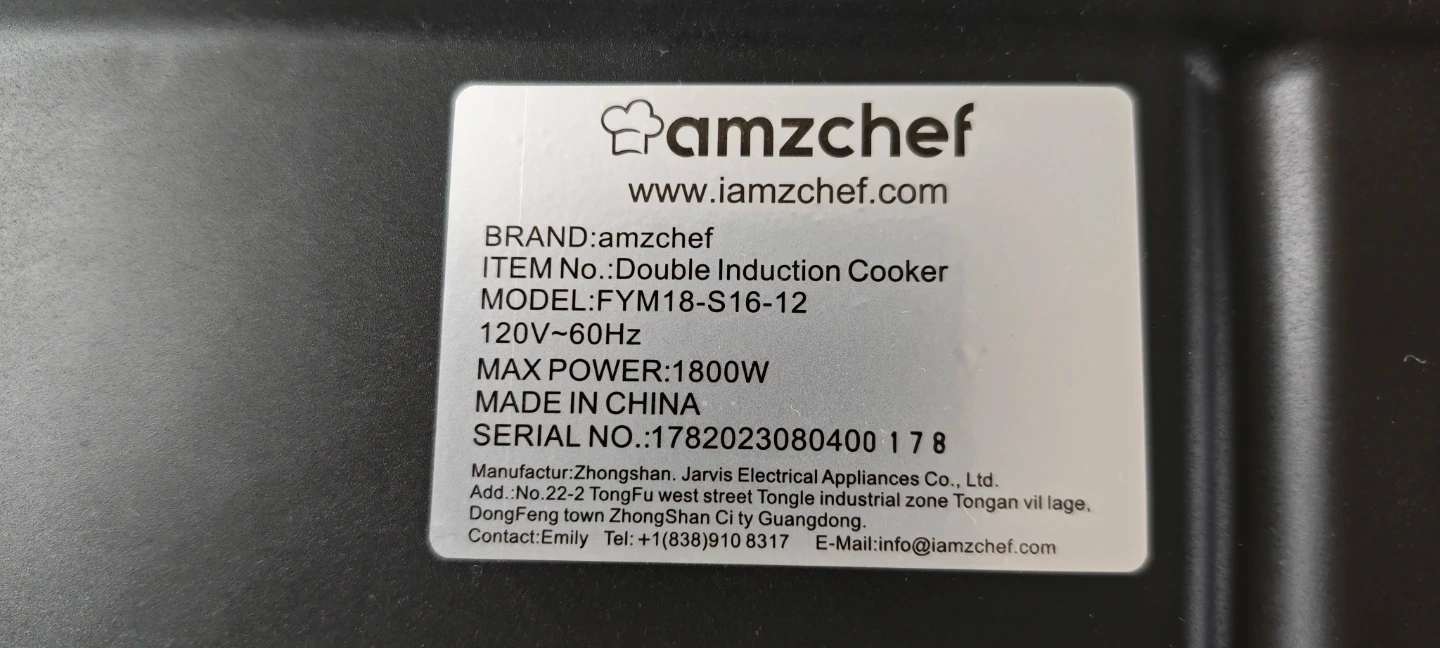 amzchef
www.iamzchef.com
BRAND:amzchef
ITEM No.:Double Induction Cooker
MODEL:FYM18-S16-12
120V~60Hz
MAX POWER:1800W
MADE IN CHINA
SERIAL NO.:1782023080400 1 7 8
Manufactur:Zhongshan. Jarvis Electrical Appliances Co., Ltd.
Add.:No.22-2 TongFu west street Tongle industrial zone Tongan vil lage,
DongFeng town ZhongShan Ci ty Guangdong.
Contact:Emily Tel: +1(838)910 8317 E-Mail:info@iamzchef.com